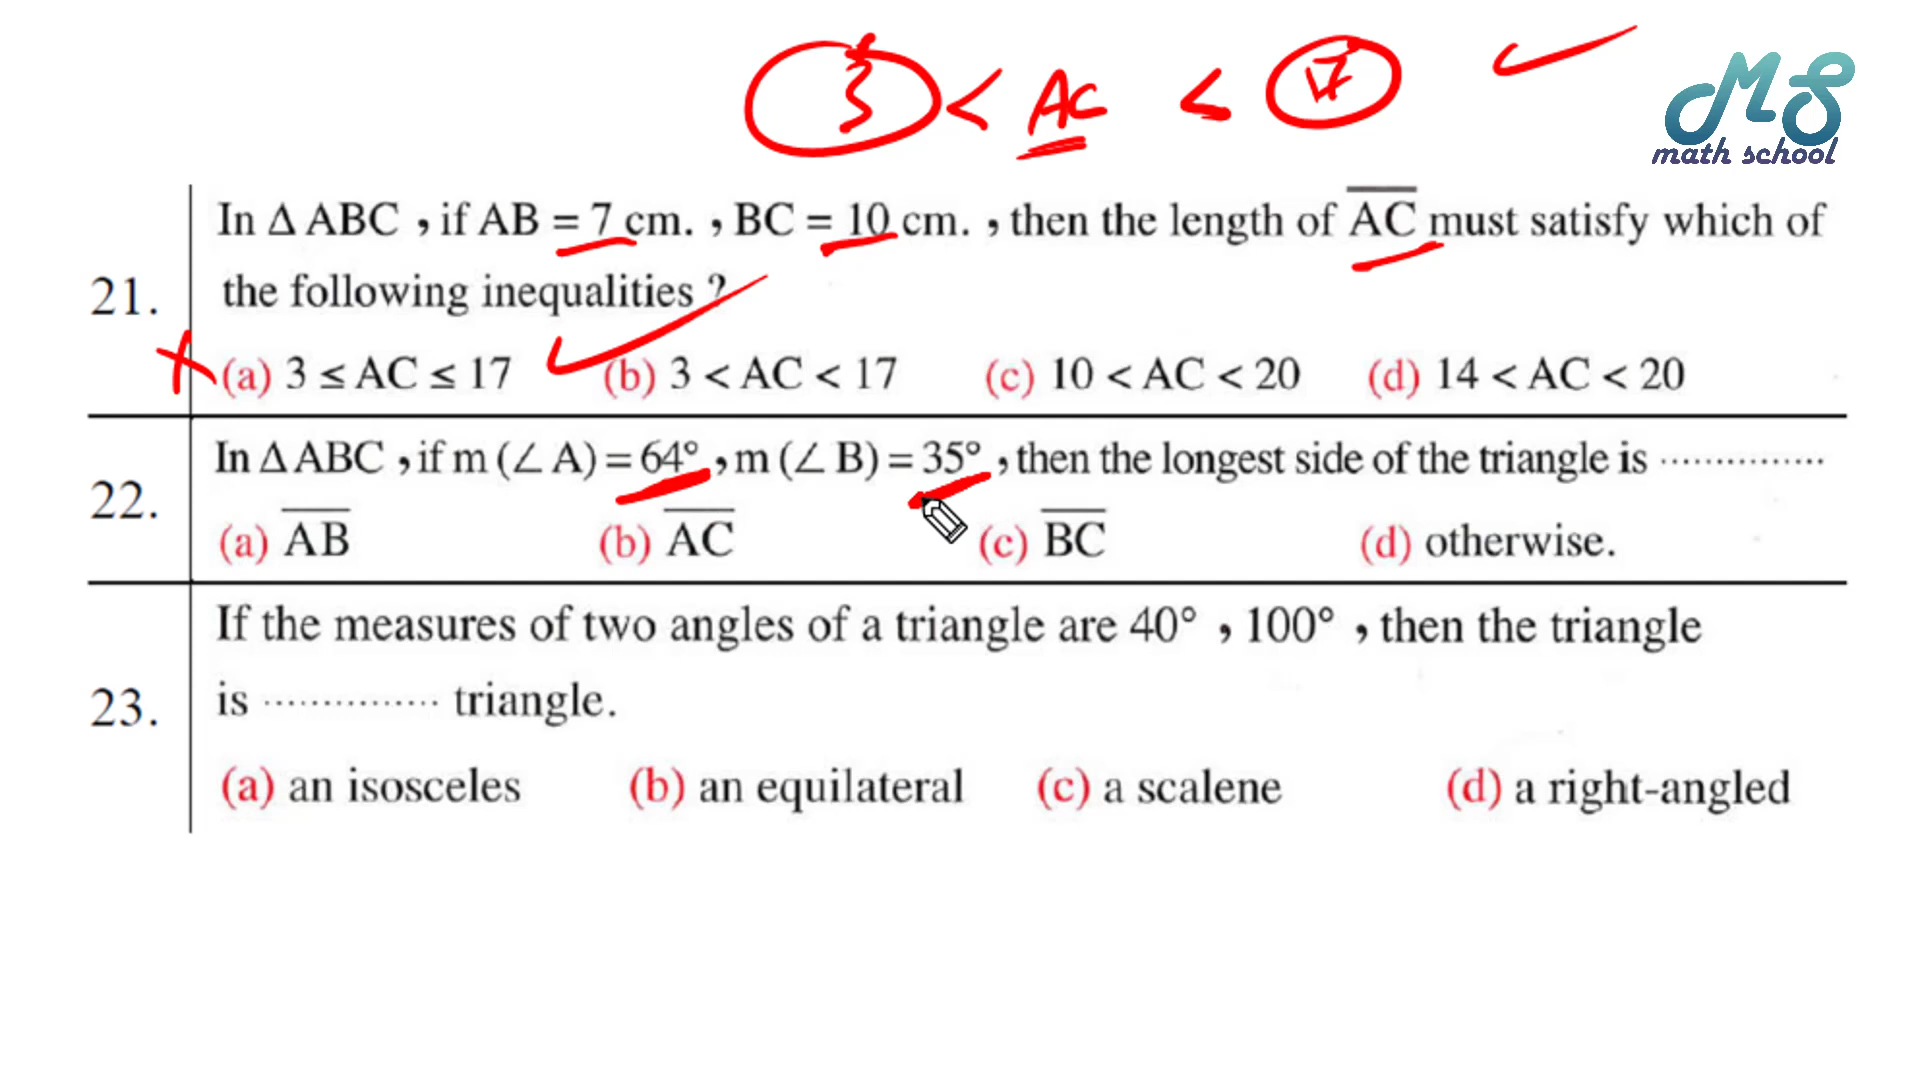 3 < AC < 17
MS
math school
In Δ ABC , if AB = 7 cm. , BC = 10 cm. , then the length of A̅C̅ must satisfy which of
21. the following inequalities ?
(a) 3 ≤ AC ≤ 17 (b) 3 < AC < 17 (c) 10 < AC < 20 (d) 14 < AC < 20
In Δ ABC , if m (∠ A) = 64° , m (∠ B) = 35° , then the longest side of the triangle is ...............
22.
(a) A̅B̅ (b) A̅C̅ (c) B̅C̅ (d) otherwise.
If the measures of two angles of a triangle are 40° , 100° , then the triangle
23. is ............... triangle.
(a) an isosceles (b) an equilateral (c) a scalene (d) a right-angled